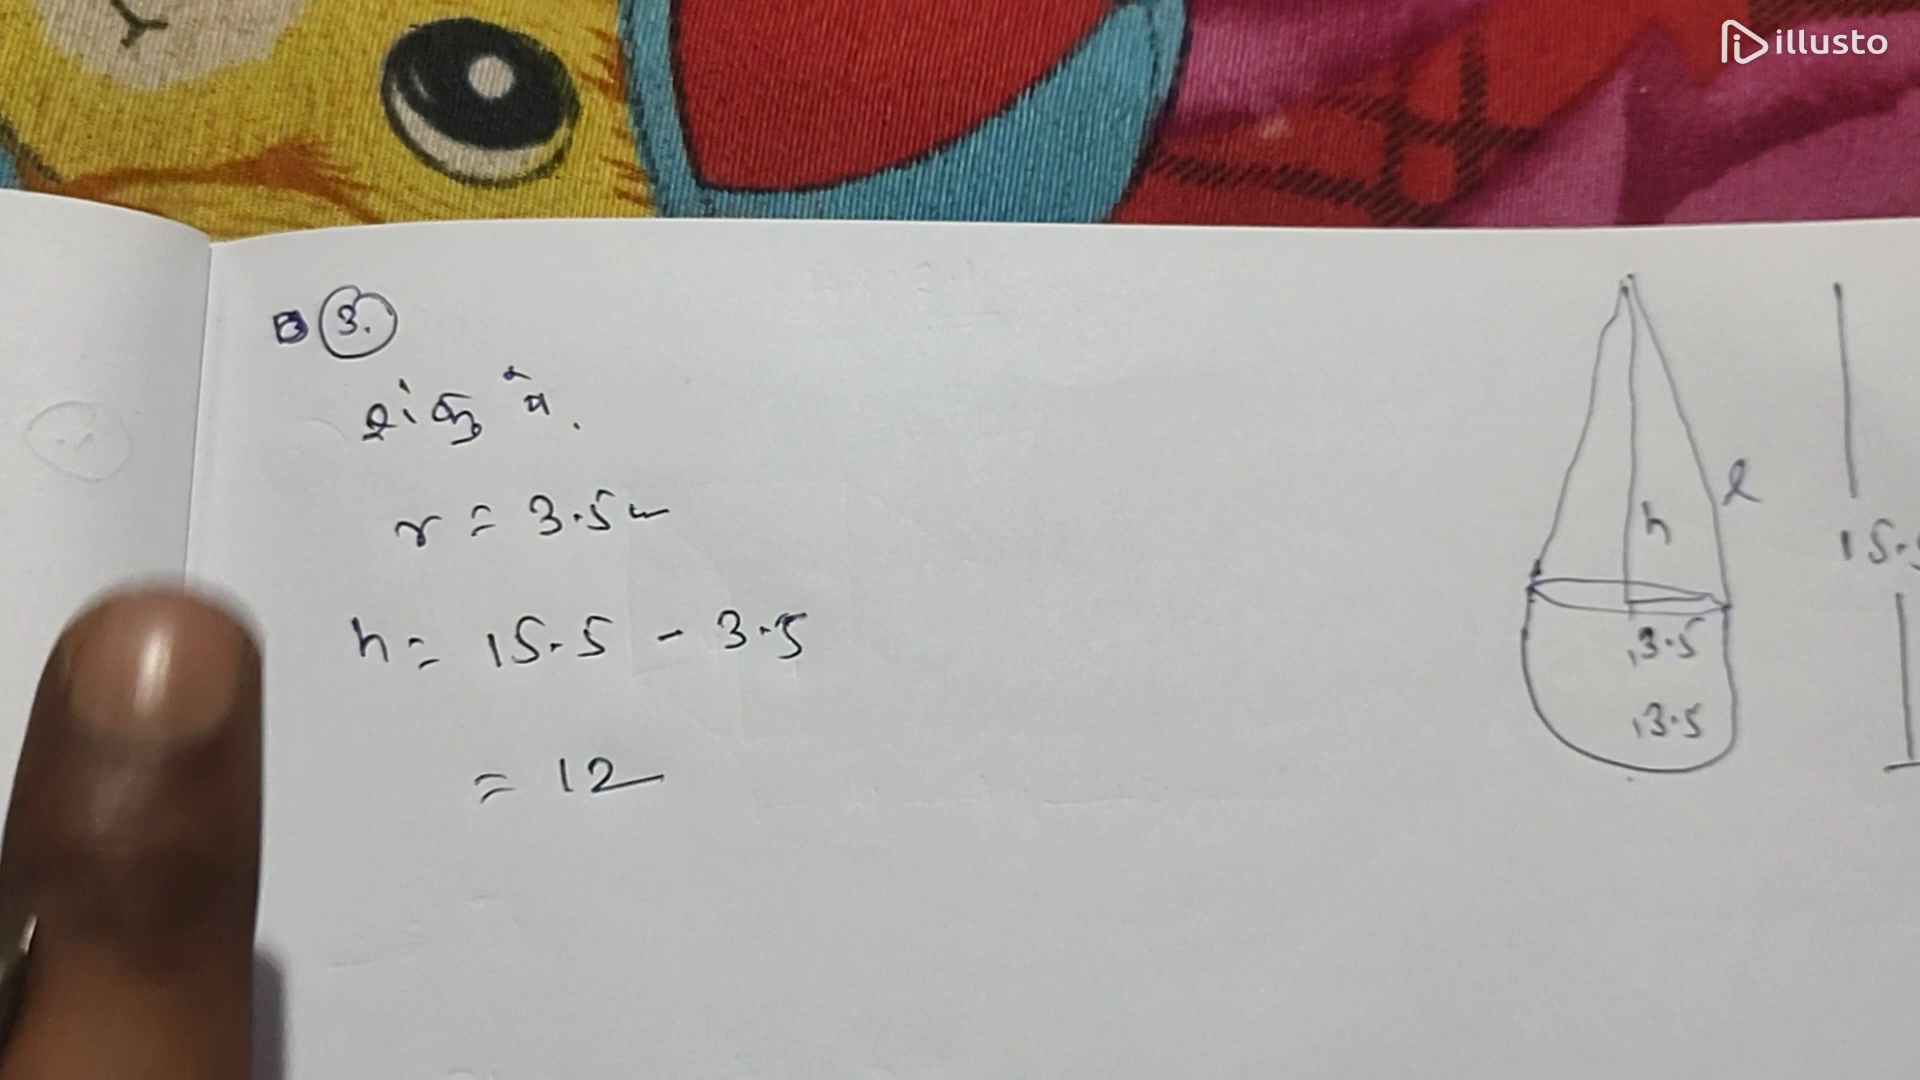 illusto
3.
शंकु में.
r = 3.5
h = 15.5 - 3.5
= 12
l
h
15.5
3.5
3.5